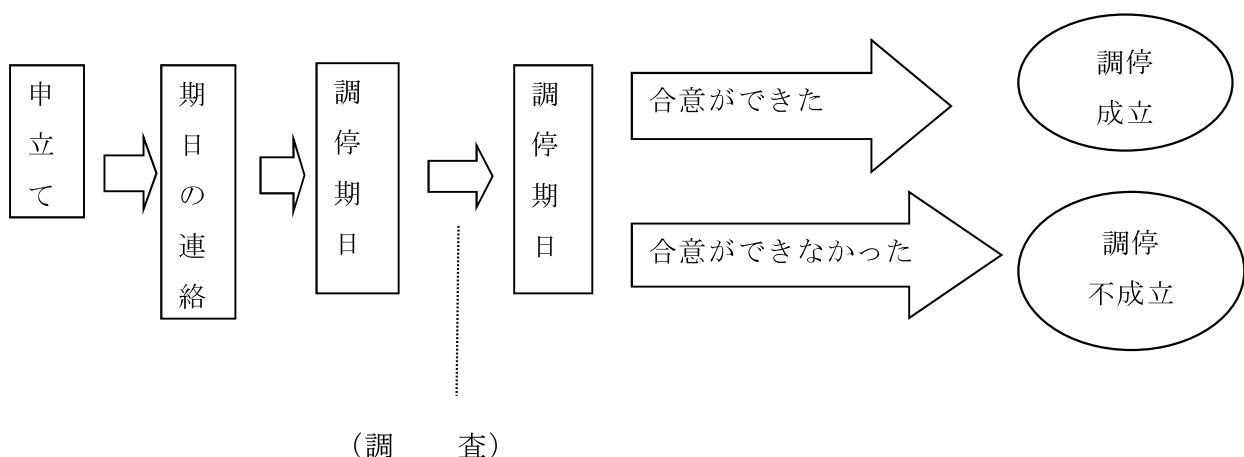 申立て
期日の連絡
調停期日
調停期日
合意ができた
調停
成立
合意ができなかった
調停
不成立
（調　　査）